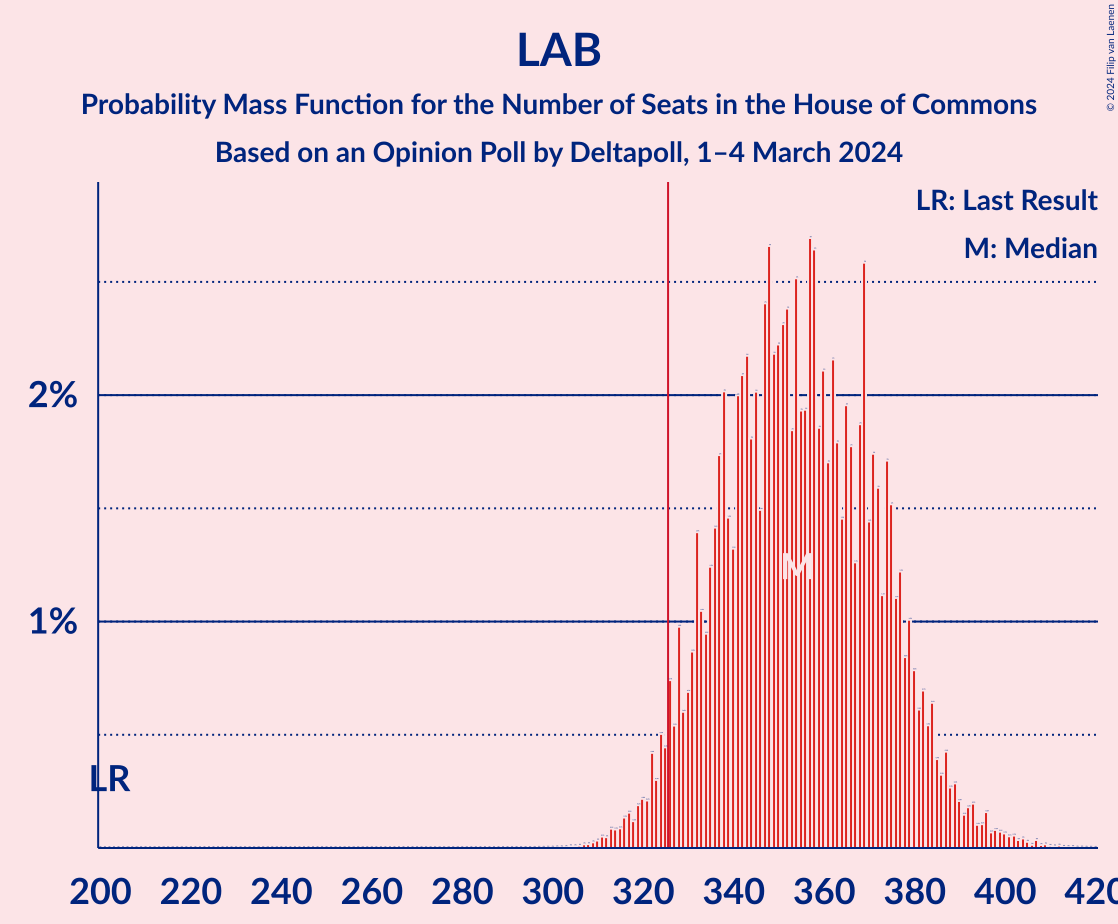 LAB
Probability Mass Function for the Number of Seats in the House of Commons
Based on an Opinion Poll by Deltapoll, 1–4 March 2024
© 2024 Filip van Laenen
LR: Last Result
M: Median
2%
1%
M
LR
200 220 240 260 280 300 320 340 360 380 400 420